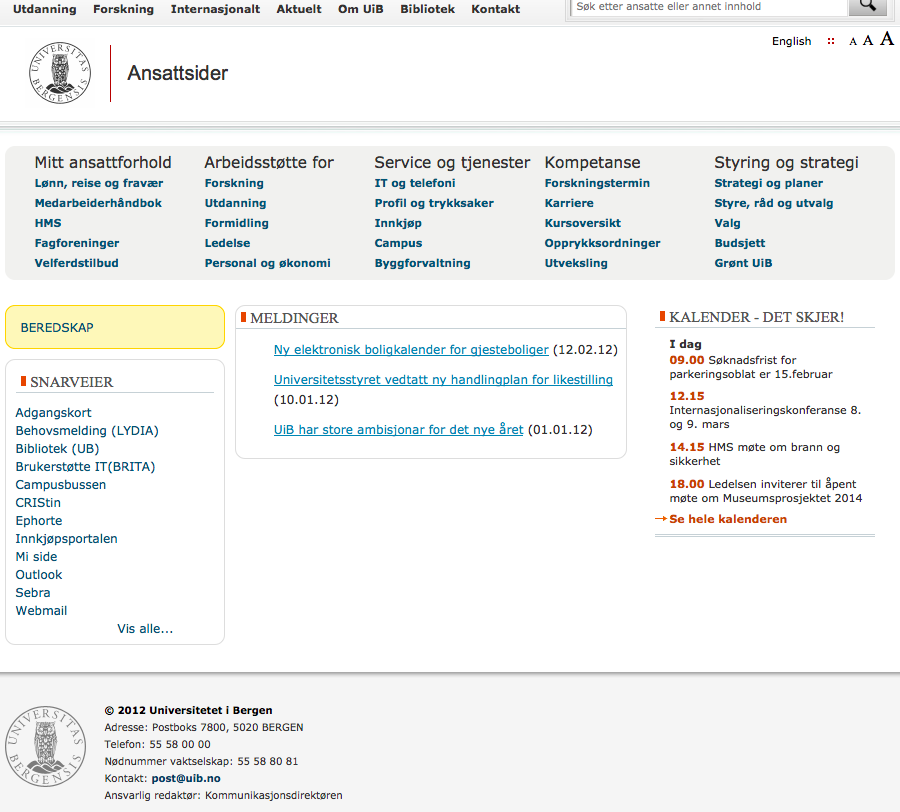 Utdanning Forskning Internasjonalt Aktuelt Om UiB Bibliotek Kontakt
Søk etter ansatte eller annet innhold
English A A A
UNIVERSITAS BERGENSIS
Ansattsider
Mitt ansattforhold
Lønn, reise og fravær
Medarbeiderhåndbok
HMS
Fagforeninger
Velferdstilbud
Arbeidsstøtte for
Forskning
Utdanning
Formidling
Ledelse
Personal og økonomi
Service og tjenester
IT og telefoni
Profil og trykksaker
Innkjøp
Campus
Byggforvaltning
Kompetanse
Forskningstermin
Karriere
Kursoversikt
Opprykksordninger
Utveksling
Styring og strategi
Strategi og planer
Styre, råd og utvalg
Valg
Budsjett
Grønt UiB
BEREDSKAP
SNARVEIER
Adgangskort
Behovsmelding (LYDIA)
Bibliotek (UB)
Brukerstøtte IT(BRITA)
Campusbussen
CRIStin
Ephorte
Innkjøpsportalen
Mi side
Outlook
Sebra
Webmail
Vis alle...
MELDINGER
Ny elektronisk boligkalender for gjesteboliger (12.02.12)
Universitetsstyret vedtatt ny handlingplan for likestilling
(10.01.12)
UiB har store ambisjonar for det nye året (01.01.12)
KALENDER - DET SKJER!
I dag
09.00 Søknadsfrist for
parkeringsoblat er 15.februar
12.15
Internasjonaliseringskonferanse 8.
og 9. mars
14.15 HMS møte om brann og
sikkerhet
18.00 Ledelsen inviterer til åpent
møte om Museumsprosjektet 2014
→Se hele kalenderen
UNIVERSITAS BERGENSIS
© 2012 Universitetet i Bergen
Adresse: Postboks 7800, 5020 BERGEN
Telefon: 55 58 00 00
Nødnummer vaktselskap: 55 58 80 81
Kontakt: post@uib.no
Ansvarlig redaktør: Kommunikasjonsdirektøren